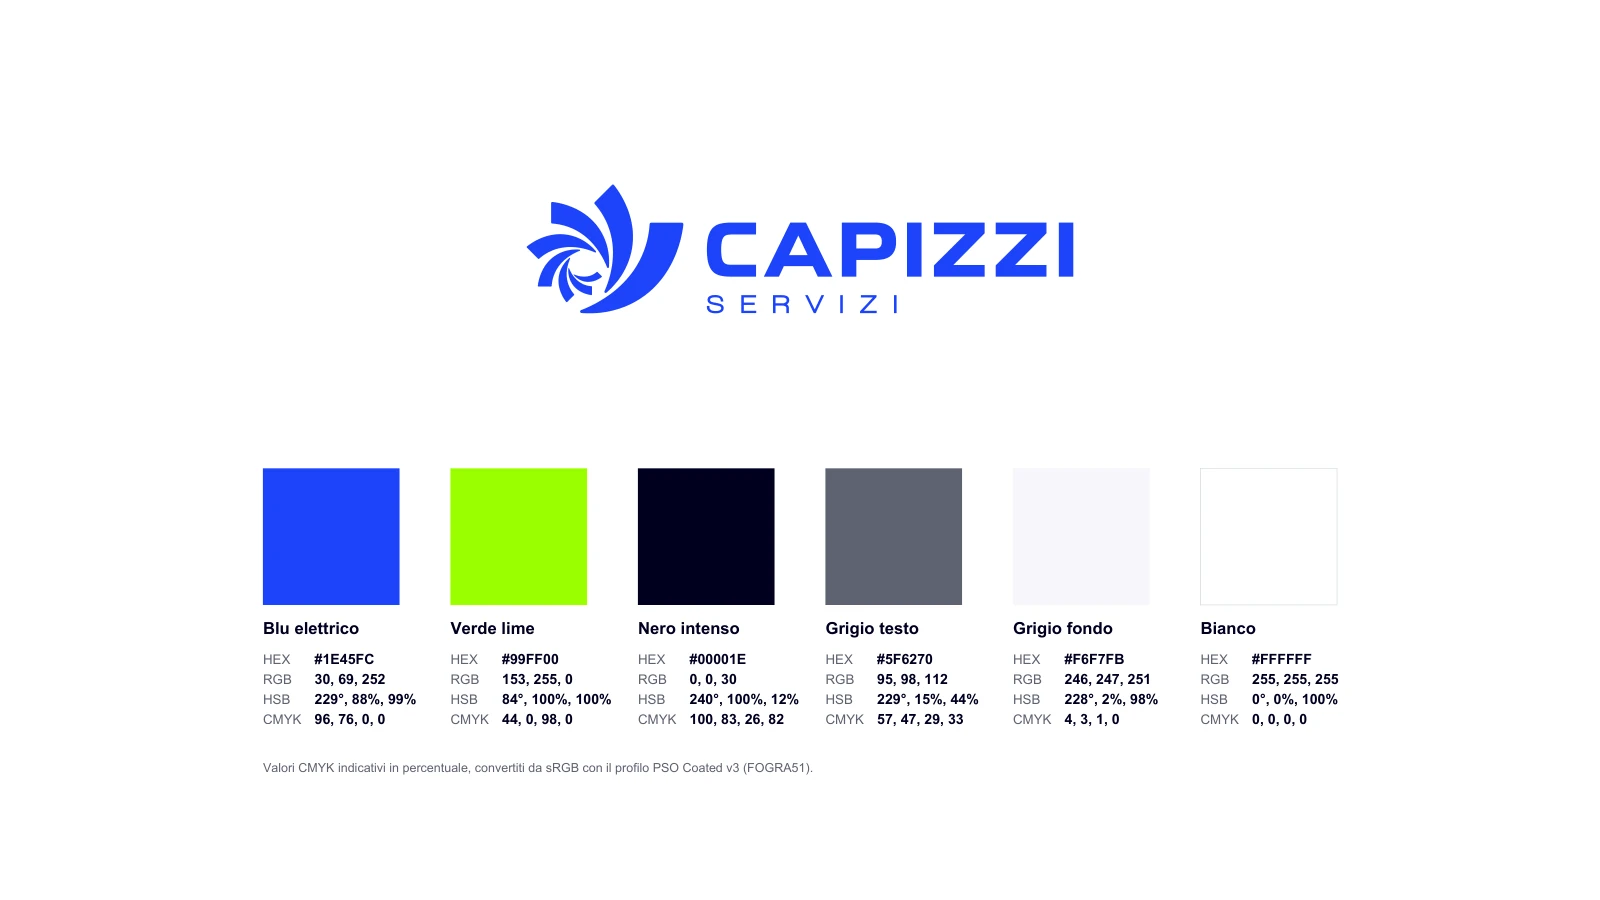 CAPIZZI
SERVIZI
Blu elettrico
HEX #1E45FC
RGB 30, 69, 252
HSB 229°, 88%, 99%
CMYK 96, 76, 0, 0
Verde lime
HEX #99FF00
RGB 153, 255, 0
HSB 84°, 100%, 100%
CMYK 44, 0, 98, 0
Nero intenso
HEX #00001E
RGB 0, 0, 30
HSB 240°, 100%, 12%
CMYK 100, 83, 26, 82
Grigio testo
HEX #5F6270
RGB 95, 98, 112
HSB 229°, 15%, 44%
CMYK 57, 47, 29, 33
Grigio fondo
HEX #F6F7FB
RGB 246, 247, 251
HSB 228°, 2%, 98%
CMYK 4, 3, 1, 0
Bianco
HEX #FFFFFF
RGB 255, 255, 255
HSB 0°, 0%, 100%
CMYK 0, 0, 0, 0
Valori CMYK indicativi in percentuale, convertiti da sRGB con il profilo PSO Coated v3 (FOGRA51).